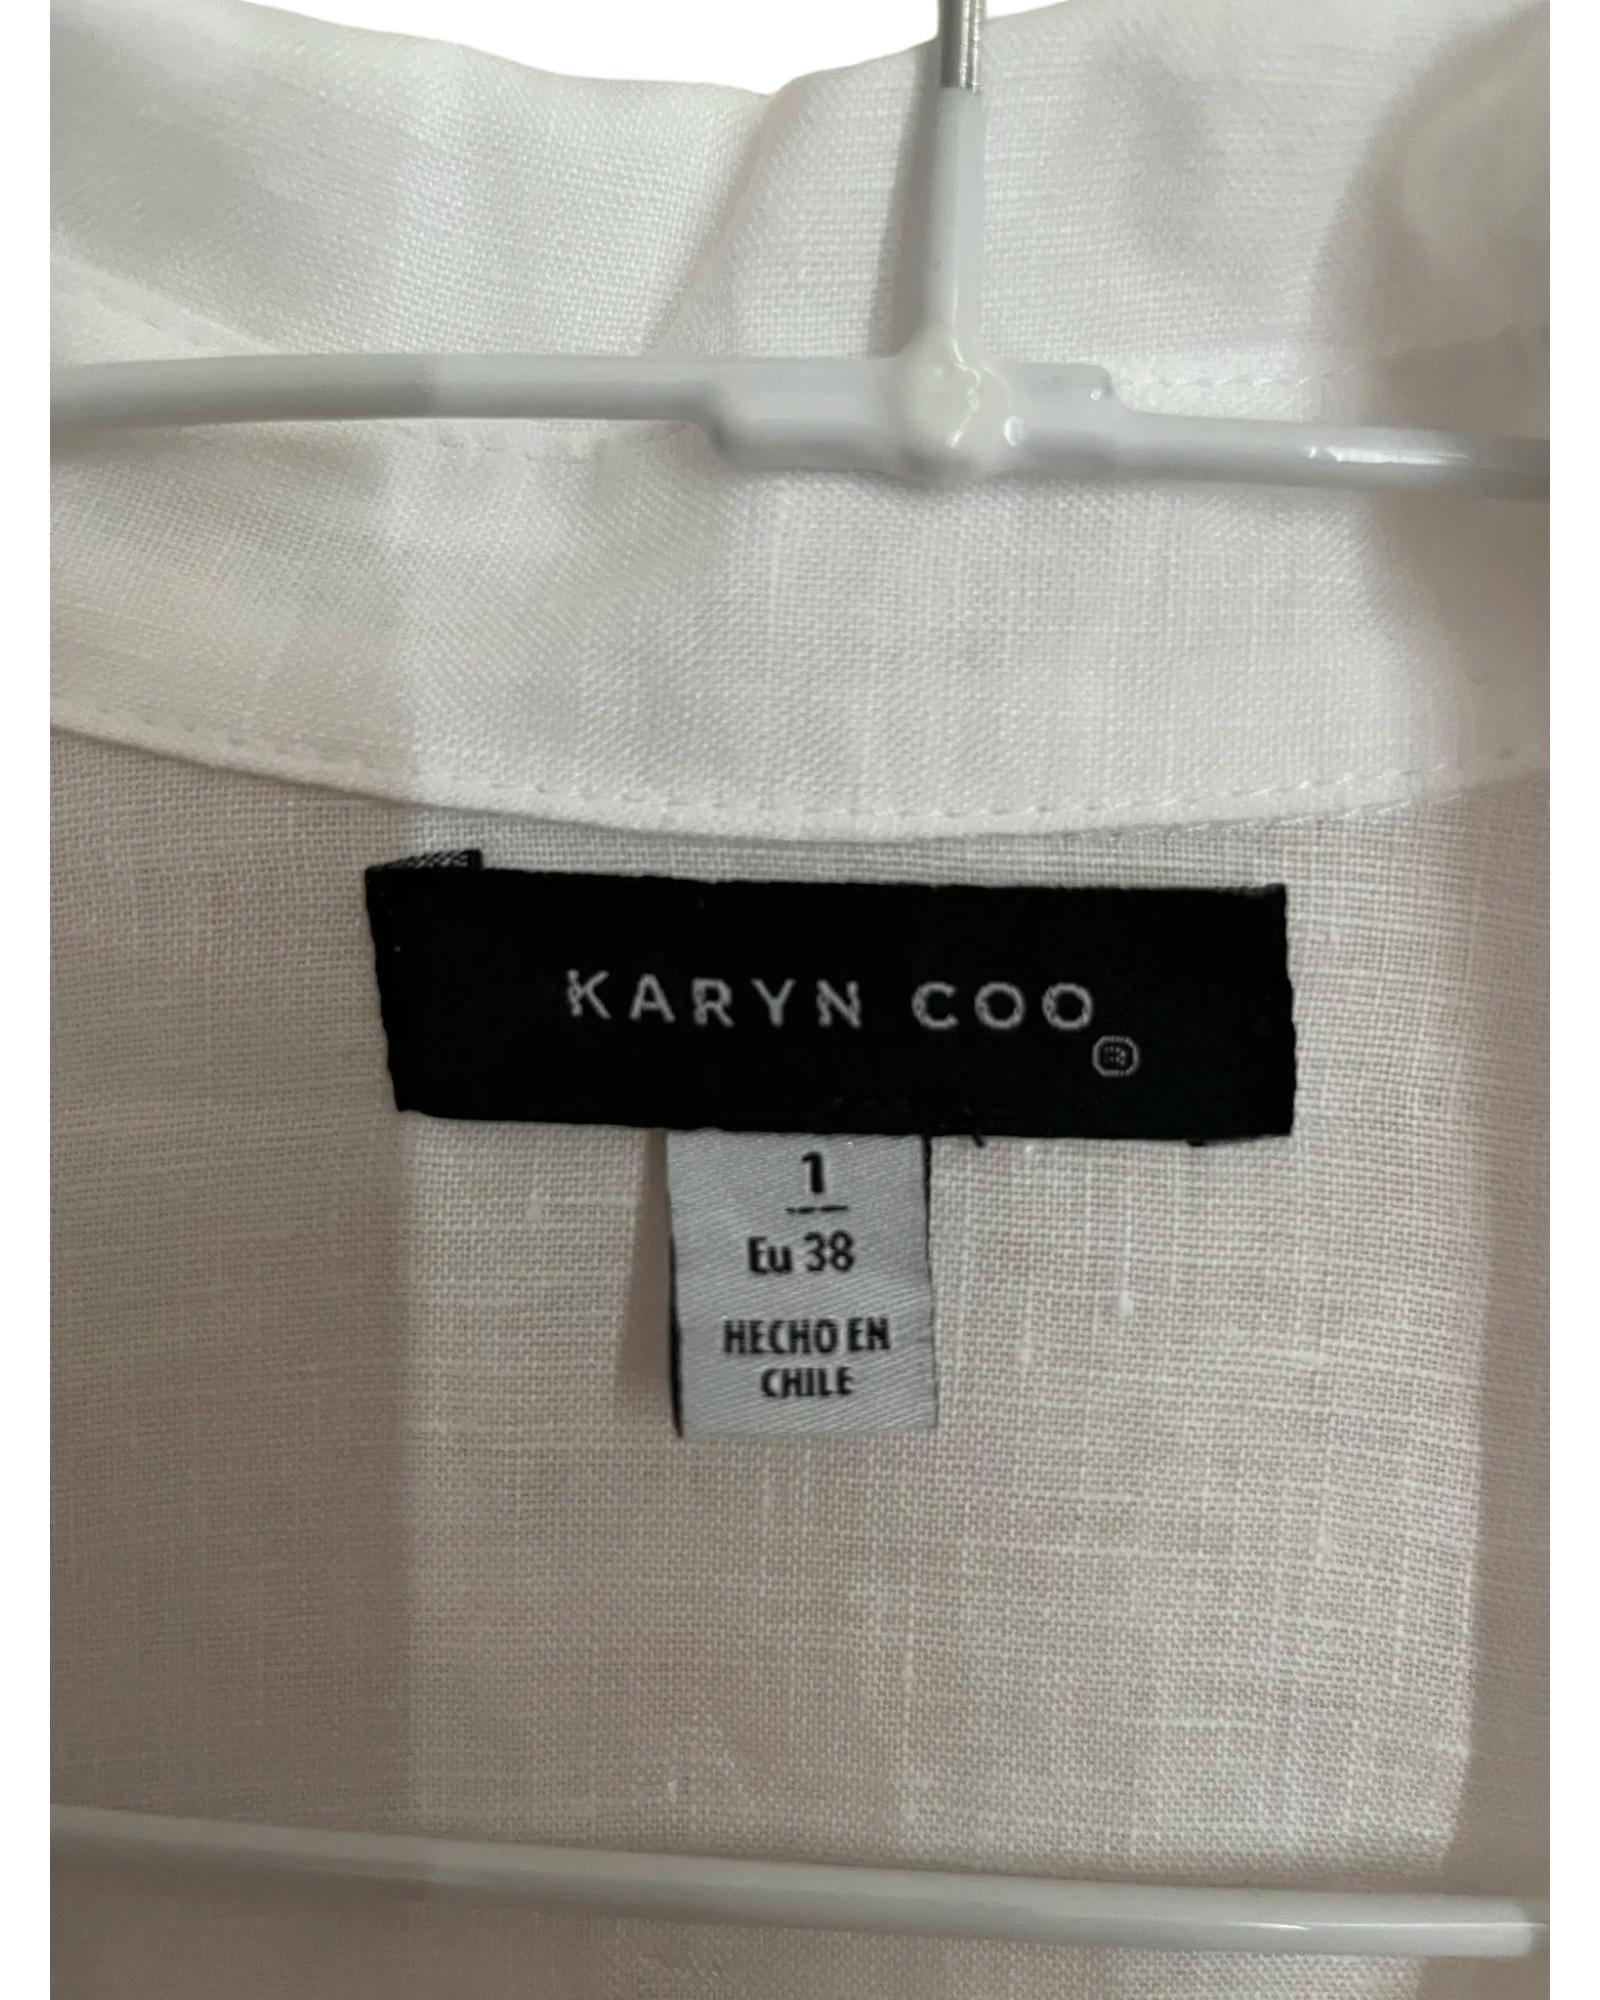 KARYN COO®
1
Eu 38
HECHO EN
CHILE